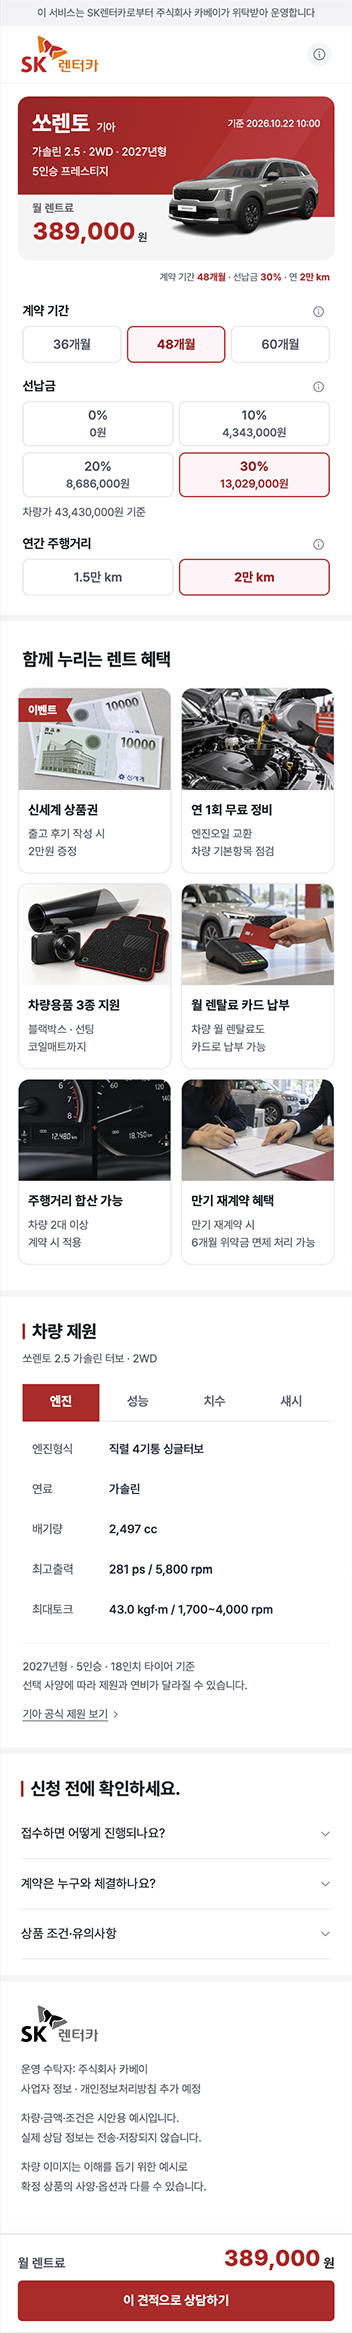 이 서비스는 SK렌터카로부터 주식회사 카베이가 위탁받아 운영합니다
SK 렌터카
쏘렌토 기아
기준 2026.10.22 10:00
가솔린 2.5 · 2WD · 2027년형
5인승 프레스티지
월 렌트료
389,000 원
계약 기간 48개월 · 선납금 30% · 연 2만 km
계약 기간
36개월
48개월
60개월
선납금
0%
0원
10%
4,343,000원
20%
8,686,000원
30%
13,029,000원
차량가 43,430,000원 기준
연간 주행거리
1.5만 km
2만 km
함께 누리는 렌트 혜택
이벤트
10000
10000
신세계
신세계 상품권
출고 후기 작성 시
2만원 증정
연 1회 무료 정비
엔진오일 교환
차량 기본항목 점검
차량용품 3종 지원
블랙박스 · 선팅
코일매트까지
월 렌탈료 카드 납부
차량 월 렌탈료도
카드로 납부 가능
12,480 km
18,750 km
주행거리 합산 가능
차량 2대 이상
계약 시 적용
만기 재계약 혜택
만기 재계약 시
6개월 위약금 면제 처리 가능
차량 제원
쏘렌토 2.5 가솔린 터보 · 2WD
엔진
성능
치수
섀시
엔진형식 직렬 4기통 싱글터보
연료 가솔린
배기량 2,497 cc
최고출력 281 ps / 5,800 rpm
최대토크 43.0 kgf·m / 1,700~4,000 rpm
2027년형 · 5인승 · 18인치 타이어 기준
선택 사양에 따라 제원과 연비가 달라질 수 있습니다.
기아 공식 제원 보기
신청 전에 확인하세요.
접수하면 어떻게 진행되나요?
계약은 누구와 체결하나요?
상품 조건·유의사항
SK 렌터카
운영 수탁자: 주식회사 카베이
사업자 정보 · 개인정보처리방침 추가 예정
차량·금액·조건은 시안용 예시입니다.
실제 상담 정보는 전송·저장되지 않습니다.
차량 이미지는 이해를 돕기 위한 예시로
확정 상품의 사양·옵션과 다를 수 있습니다.
월 렌트료
389,000 원
이 견적으로 상담하기